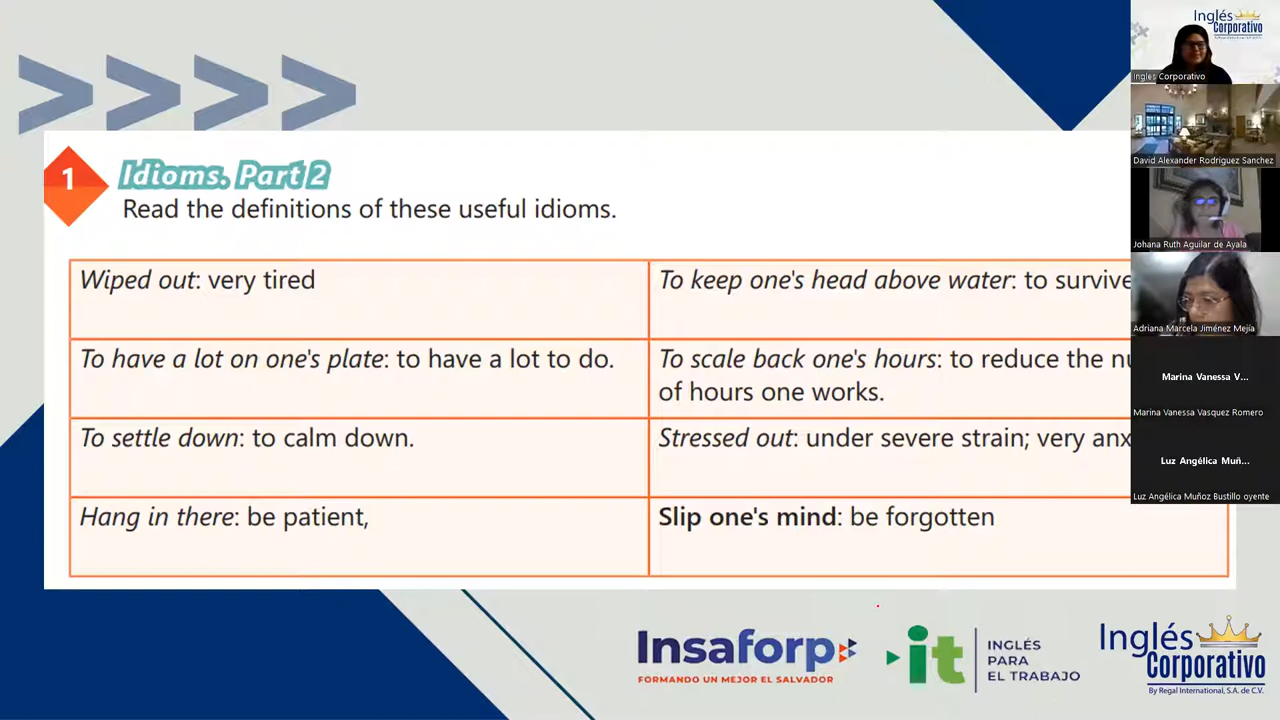 1
Idioms. Part 2
Read the definitions of these useful idioms.
Wiped out: very tired
To keep one's head above water: to survive
To have a lot on one's plate: to have a lot to do.
To scale back one's hours: to reduce the
of hours one works.
To settle down: to calm down.
Stressed out: under severe strain; very
Hang in there: be patient,
Slip one's mind: be forgotten
Insaforp
FORMANDO UN MEJOR EL SALVADOR
it
INGLÉS
PARA
EL TRABAJO
Inglés
Corporativo
By Regal International, S.A. de C.V.
Inglés
Corporativo
Ingles Corporativo
David Alexander Rodriguez Sanchez
Johana Ruth Aguilar de Ayala
Adriana Marcela Jiménez Mejía
Marina Vanessa V...
Marina Vanessa Vasquez Romero
Luz Angélica Muñ...
Luz Angélica Muñoz Bustillo oyente